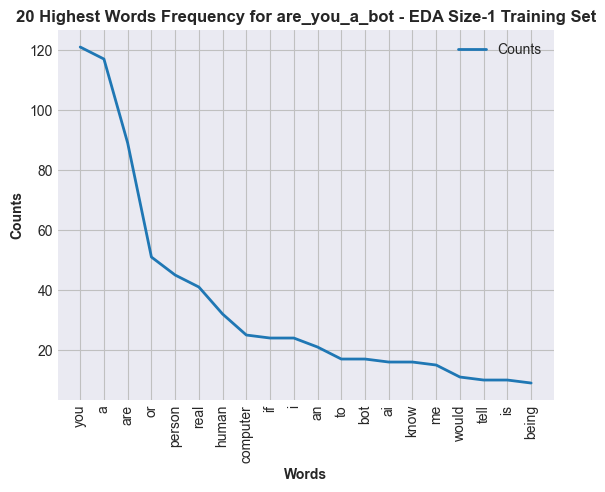 20 Highest Words Frequency for are_you_a_bot - EDA Size-1 Training Set
Counts
120
100
80
60
40
20
Counts
you
a
are
or
person
real
human
computer
if
i
an
to
bot
ai
know
me
would
tell
is
being
Words